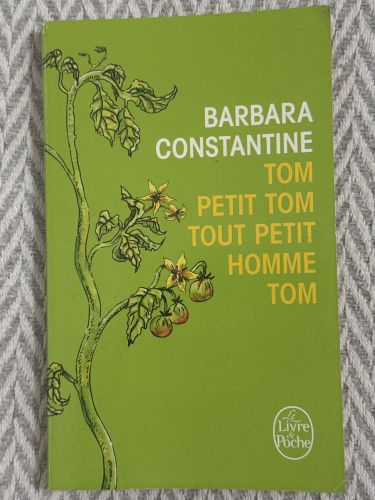 BARBARA
CONSTANTINE
TOM
PETIT TOM
TOUT PETIT
HOMME
TOM
Le
Livre
de
Poche